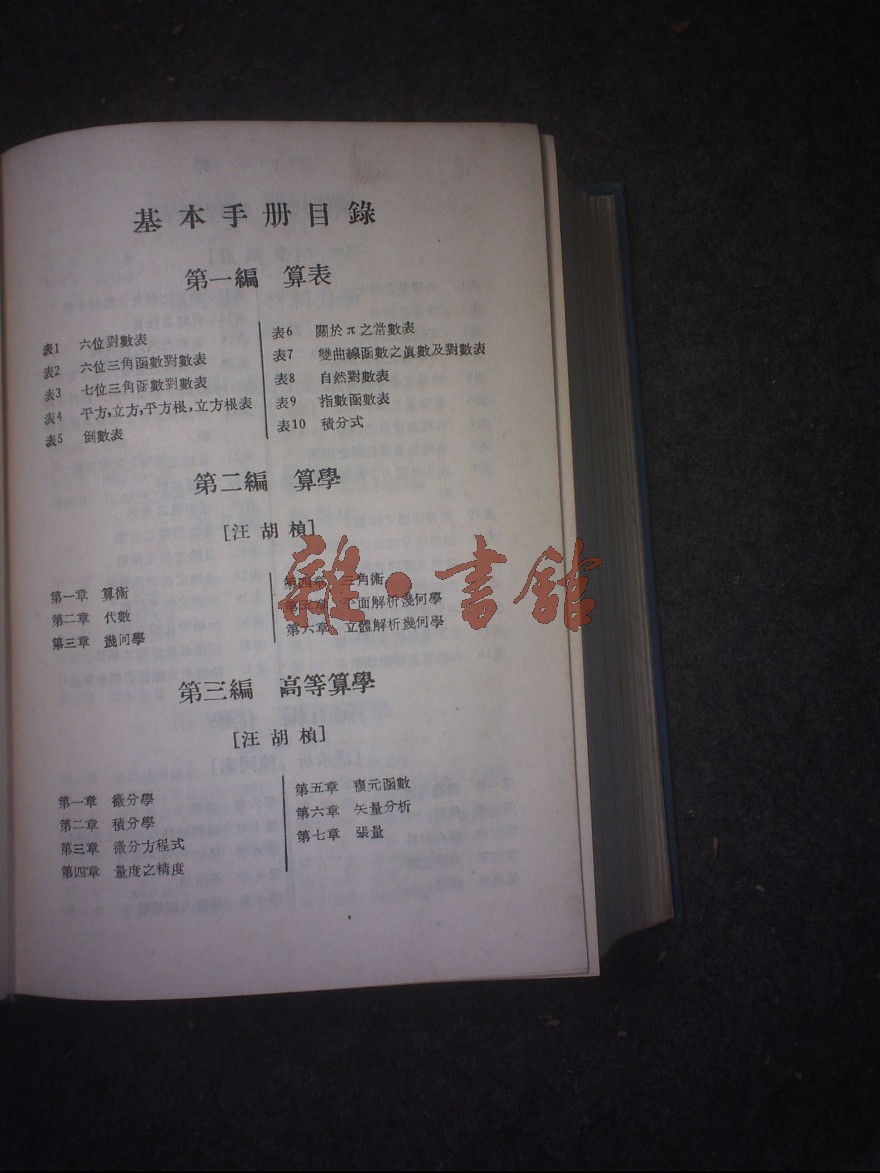 基本手册目錄
第一編 算表
表1 六位對數表
表2 六位三角函數對數表
表3 七位三角函數對數表
表4 平方,立方,平方根,立方根表
表5 倒數表
表6 關於π之常數表
表7 雙曲線函數之眞數及對數表
表8 自然對數表
表9 指數函數表
表10 積分式
第二編 算學
[汪胡楨]
第一章 算術
第二章 代數
第三章 幾何學
第四章 三角術
第五章 平面解析幾何學
第六章 立體解析幾何學
雜·書館
第三編 高等算學
[汪胡楨]
第一章 微分學
第二章 積分學
第三章 微分方程式
第四章 量度之精度
第五章 複元函數
第六章 矢量分析
第七章 張量